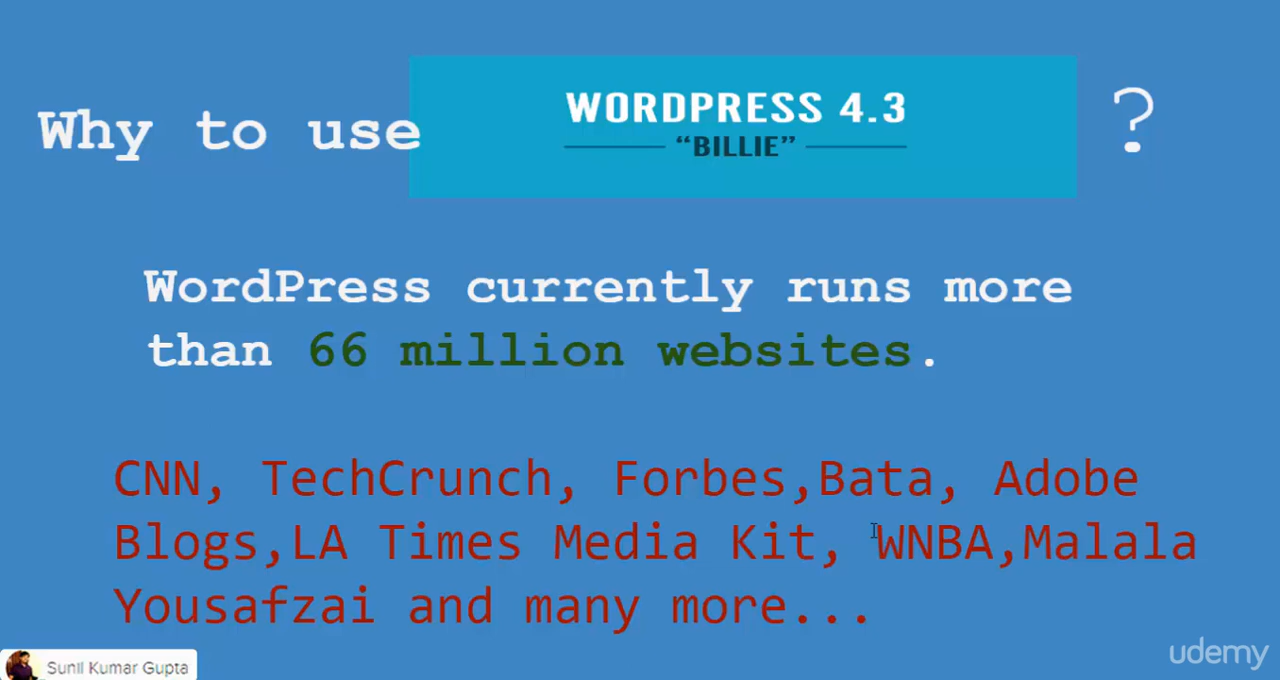 Why to use
WORDPRESS 4.3
“BILLIE”
?
WordPress currently runs more
than 66 million websites.
CNN, TechCrunch, Forbes,Bata, Adobe
Blogs,LA Times Media Kit, WNBA,Malala
Yousafzai and many more...
Sunil Kumar Gupta
udemy